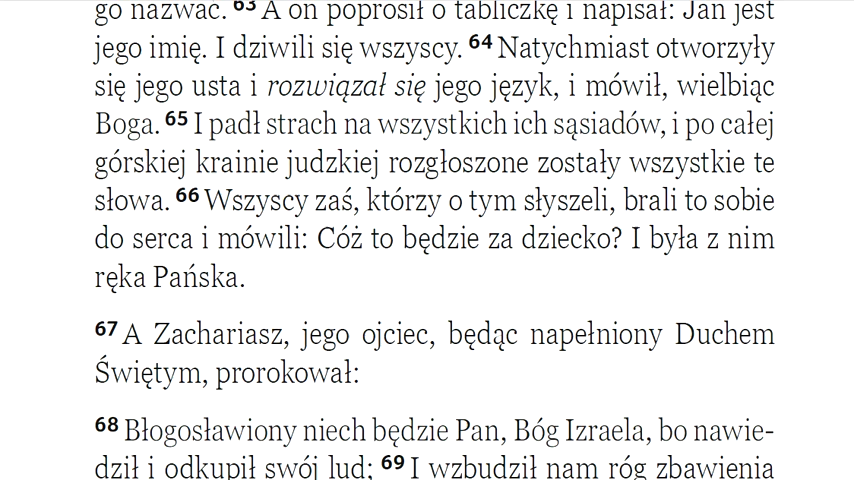 go nazwać. 63 A on poprosił o tabliczkę i napisał: Jan jest
jego imię. I dziwili się wszyscy. 64 Natychmiast otworzyły
się jego usta i rozwiązał się jego język, i mówił, wielbiąc
Boga. 65 I padł strach na wszystkich ich sąsiadów, i po całej
górskiej krainie judzkiej rozgłoszone zostały wszystkie te
słowa. 66 Wszyscy zaś, którzy o tym słyszeli, brali to sobie
do serca i mówili: Cóż to będzie za dziecko? I była z nim
ręka Pańska.
67 A Zachariasz, jego ojciec, będąc napełniony Duchem
Świętym, prorokował:
68 Błogosławiony niech będzie Pan, Bóg Izraela, bo nawie-
dził i odkupił swój lud; 69 I wzbudził nam róg zbawienia